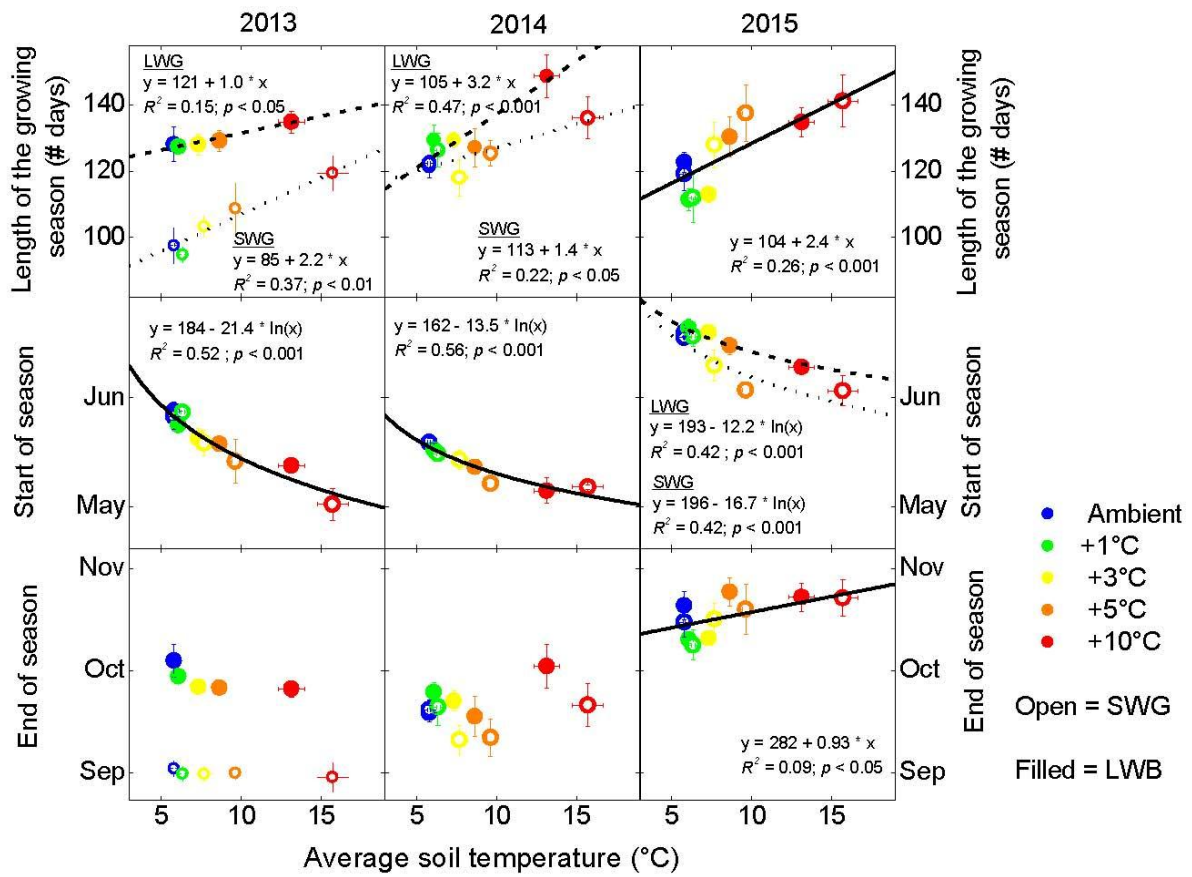 2013
2014
2015
Length of the growing
season (# days)
140
120
100
LWG
y = 121 + 1.0 * x
R² = 0.15; p < 0.05
SWG
y = 85 + 2.2 * x
R² = 0.37; p < 0.01
LWG
y = 105 + 3.2 * x
R² = 0.47; p < 0.001
SWG
y = 113 + 1.4 * x
R² = 0.22; p < 0.05
y = 104 + 2.4 * x
R² = 0.26; p < 0.001
140
120
100
Length of the growing
season (# days)
Start of season
Jun
May
y = 184 - 21.4 * ln(x)
R² = 0.52 ; p < 0.001
y = 162 - 13.5 * ln(x)
R² = 0.56; p < 0.001
LWG
y = 193 - 12.2 * ln(x)
R² = 0.42 ; p < 0.001
SWG
y = 196 - 16.7 * ln(x)
R² = 0.42 ; p < 0.001
Jun
May
Start of season
End of season
Nov
Oct
Sep
y = 282 + 0.93 * x
R² = 0.09; p < 0.05
Nov
Oct
Sep
End of season
5 10 15
5 10 15
5 10 15
Average soil temperature (°C)
Ambient
+1°C
+3°C
+5°C
+10°C
Open = SWG
Filled = LWB